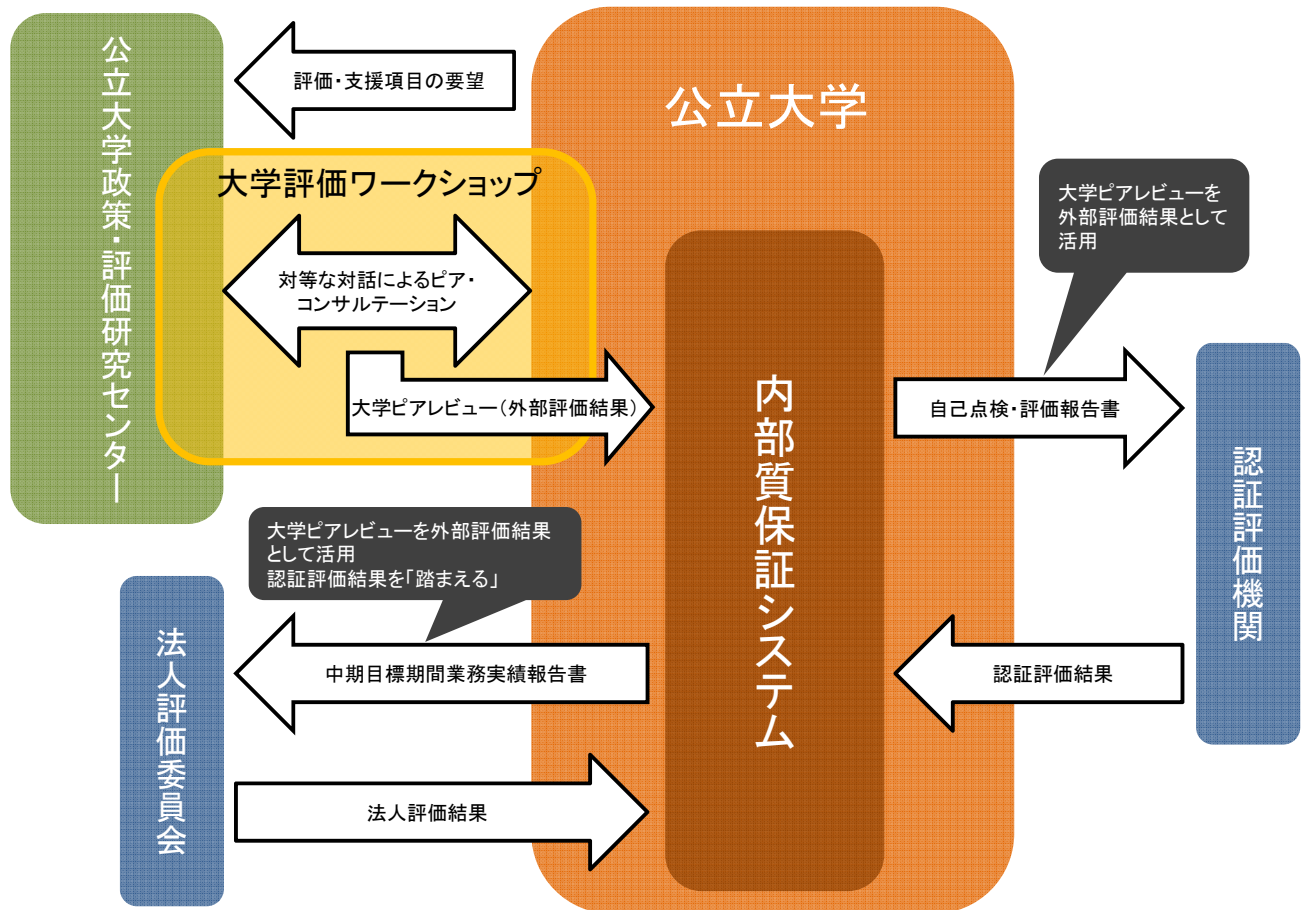 公立大学政策・評価研究センター
評価・支援項目の要望
公立大学
大学評価ワークショップ
対等な対話によるピア・
コンサルテーション
大学ピアレビュー（外部評価結果）
内部質保証システム
大学ピアレビューを
外部評価結果として
活用
自己点検・評価報告書
認証評価機関
認証評価結果
大学ピアレビューを外部評価結果
として活用
認証評価結果を「踏まえる」
中期目標期間業務実績報告書
法人評価委員会
法人評価結果